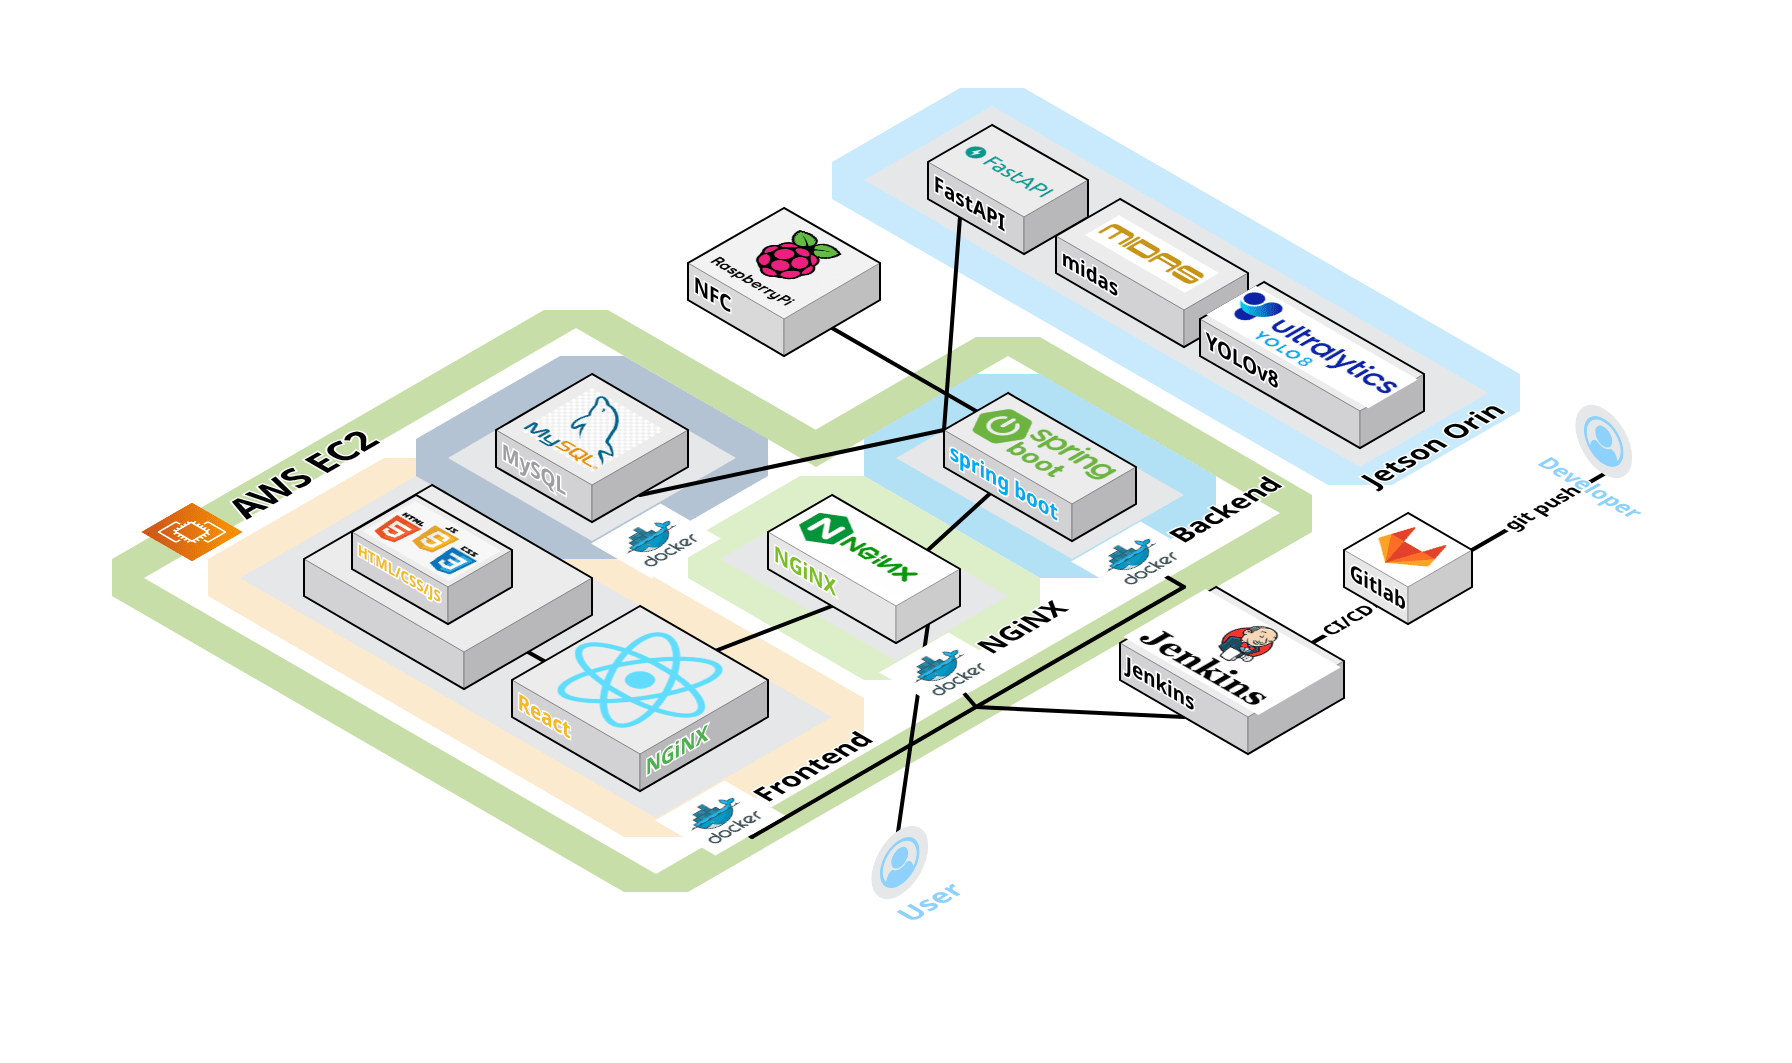 FastAPI
FastAPI
MiDAS
midas
ultralytics
YOLO8
YOLOv8
Jetson Orin
RaspberryPi
NFC
AWS EC2
MySQL
MySQL
docker
spring
boot
spring boot
docker
Backend
HTML
JS
CSS
HTML/CSS/JS
NGiNX
NGiNX
docker
NGiNX
React
NGiNX
docker
Frontend
Developer
git push
Gitlab
CI/CD
Jenkins
Jenkins
User